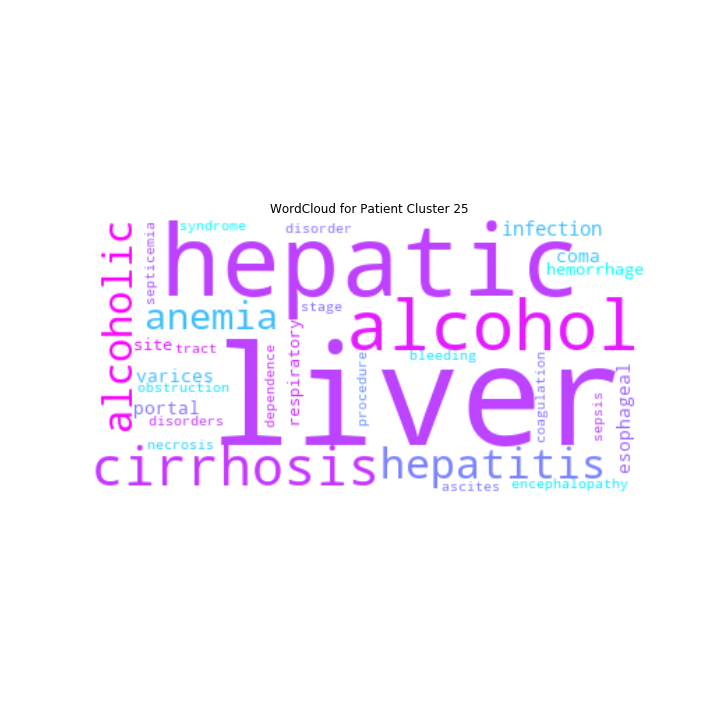 WordCloud for Patient Cluster 25
alcoholic
septicemia
syndrome
disorder
infection
hepatic
coma
hemorrhage
anemia
stage
alcohol
site
tract
respiratory
dependence
liver
procedure
bleeding
coagulation
varices
obstruction
portal
disorders
sepsis
esophageal
necrosis
cirrhosis
hepatitis
ascites
encephalopathy